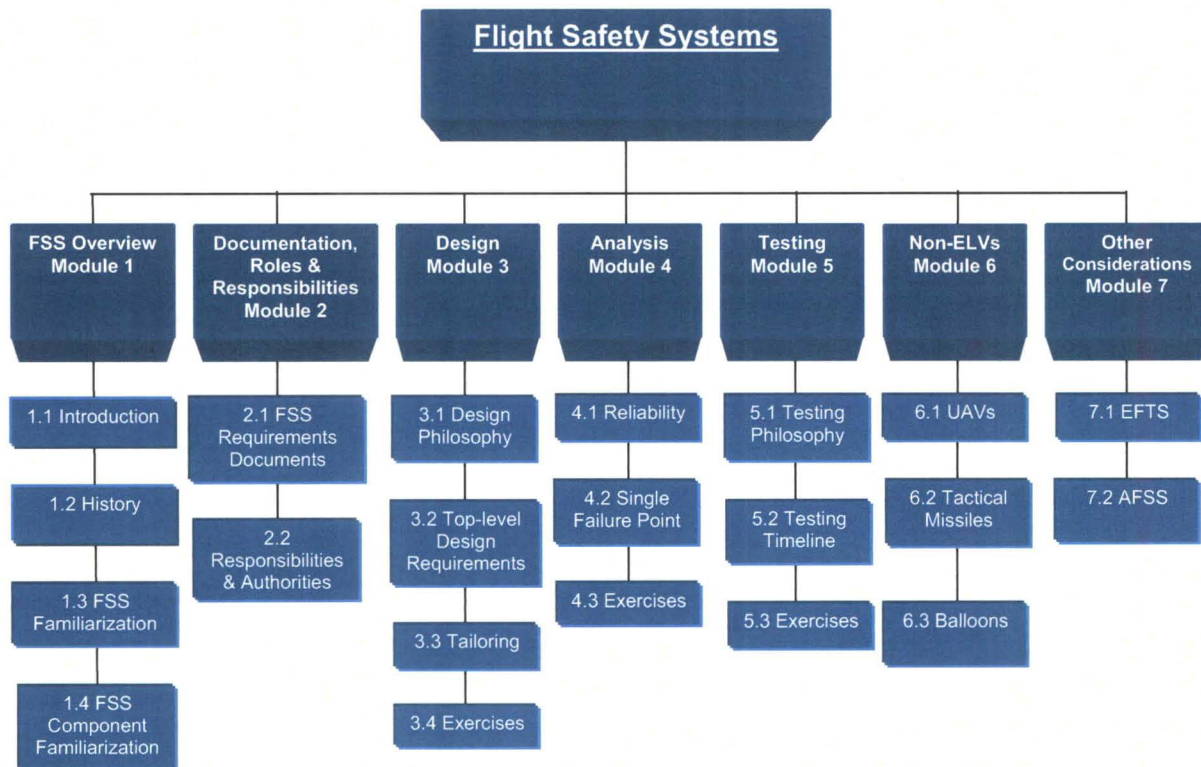 Flight Safety Systems
FSS Overview
Module 1
Documentation,
Roles &
Responsibilities
Module 2
Design
Module 3
Analysis
Module 4
Testing
Module 5
Non-ELVs
Module 6
Other
Considerations
Module 7
1.1 Introduction
1.2 History
1.3 FSS
Familiarization
1.4 FSS
Component
Familiarization
2.1 FSS
Requirements
Documents
2.2
Responsibilities
& Authorities
3.1 Design
Philosophy
3.2 Top-level
Design
Requirements
3.3 Tailoring
3.4 Exercises
4.1 Reliability
4.2 Single
Failure Point
4.3 Exercises
5.1 Testing
Philosophy
5.2 Testing
Timeline
5.3 Exercises
6.1 UAVs
6.2 Tactical
Missiles
6.3 Balloons
7.1 EFTS
7.2 AFSS